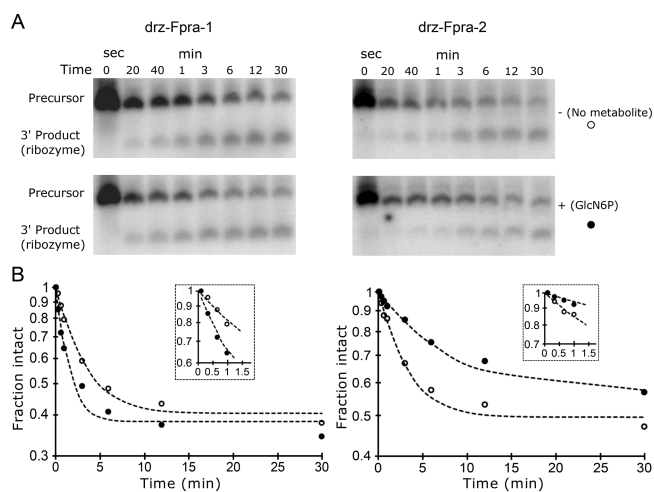 A
drz-Fpra-1
drz-Fpra-2
sec min
Time 0 20 40 1 3 6 12 30
sec min
0 20 40 1 3 6 12 30
Precursor
3' Product
(ribozyme)
- (No metabolite)
Precursor
3' Product
(ribozyme)
+ (GlcN6P)
B
Fraction intact
1
0.9
0.8
0.7
0.6
0.5
0.4
0.3
0 5 10 15 20 25 30
Time (min)
1
0.9
0.8
0.7
0.6
0 0.5 1 1.5
Fraction intact
1
0.9
0.8
0.7
0.6
0.5
0.4
0 5 10 15 20 25 30
Time (min)
1
0.9
0.8
0.7
0 0.5 1 1.5